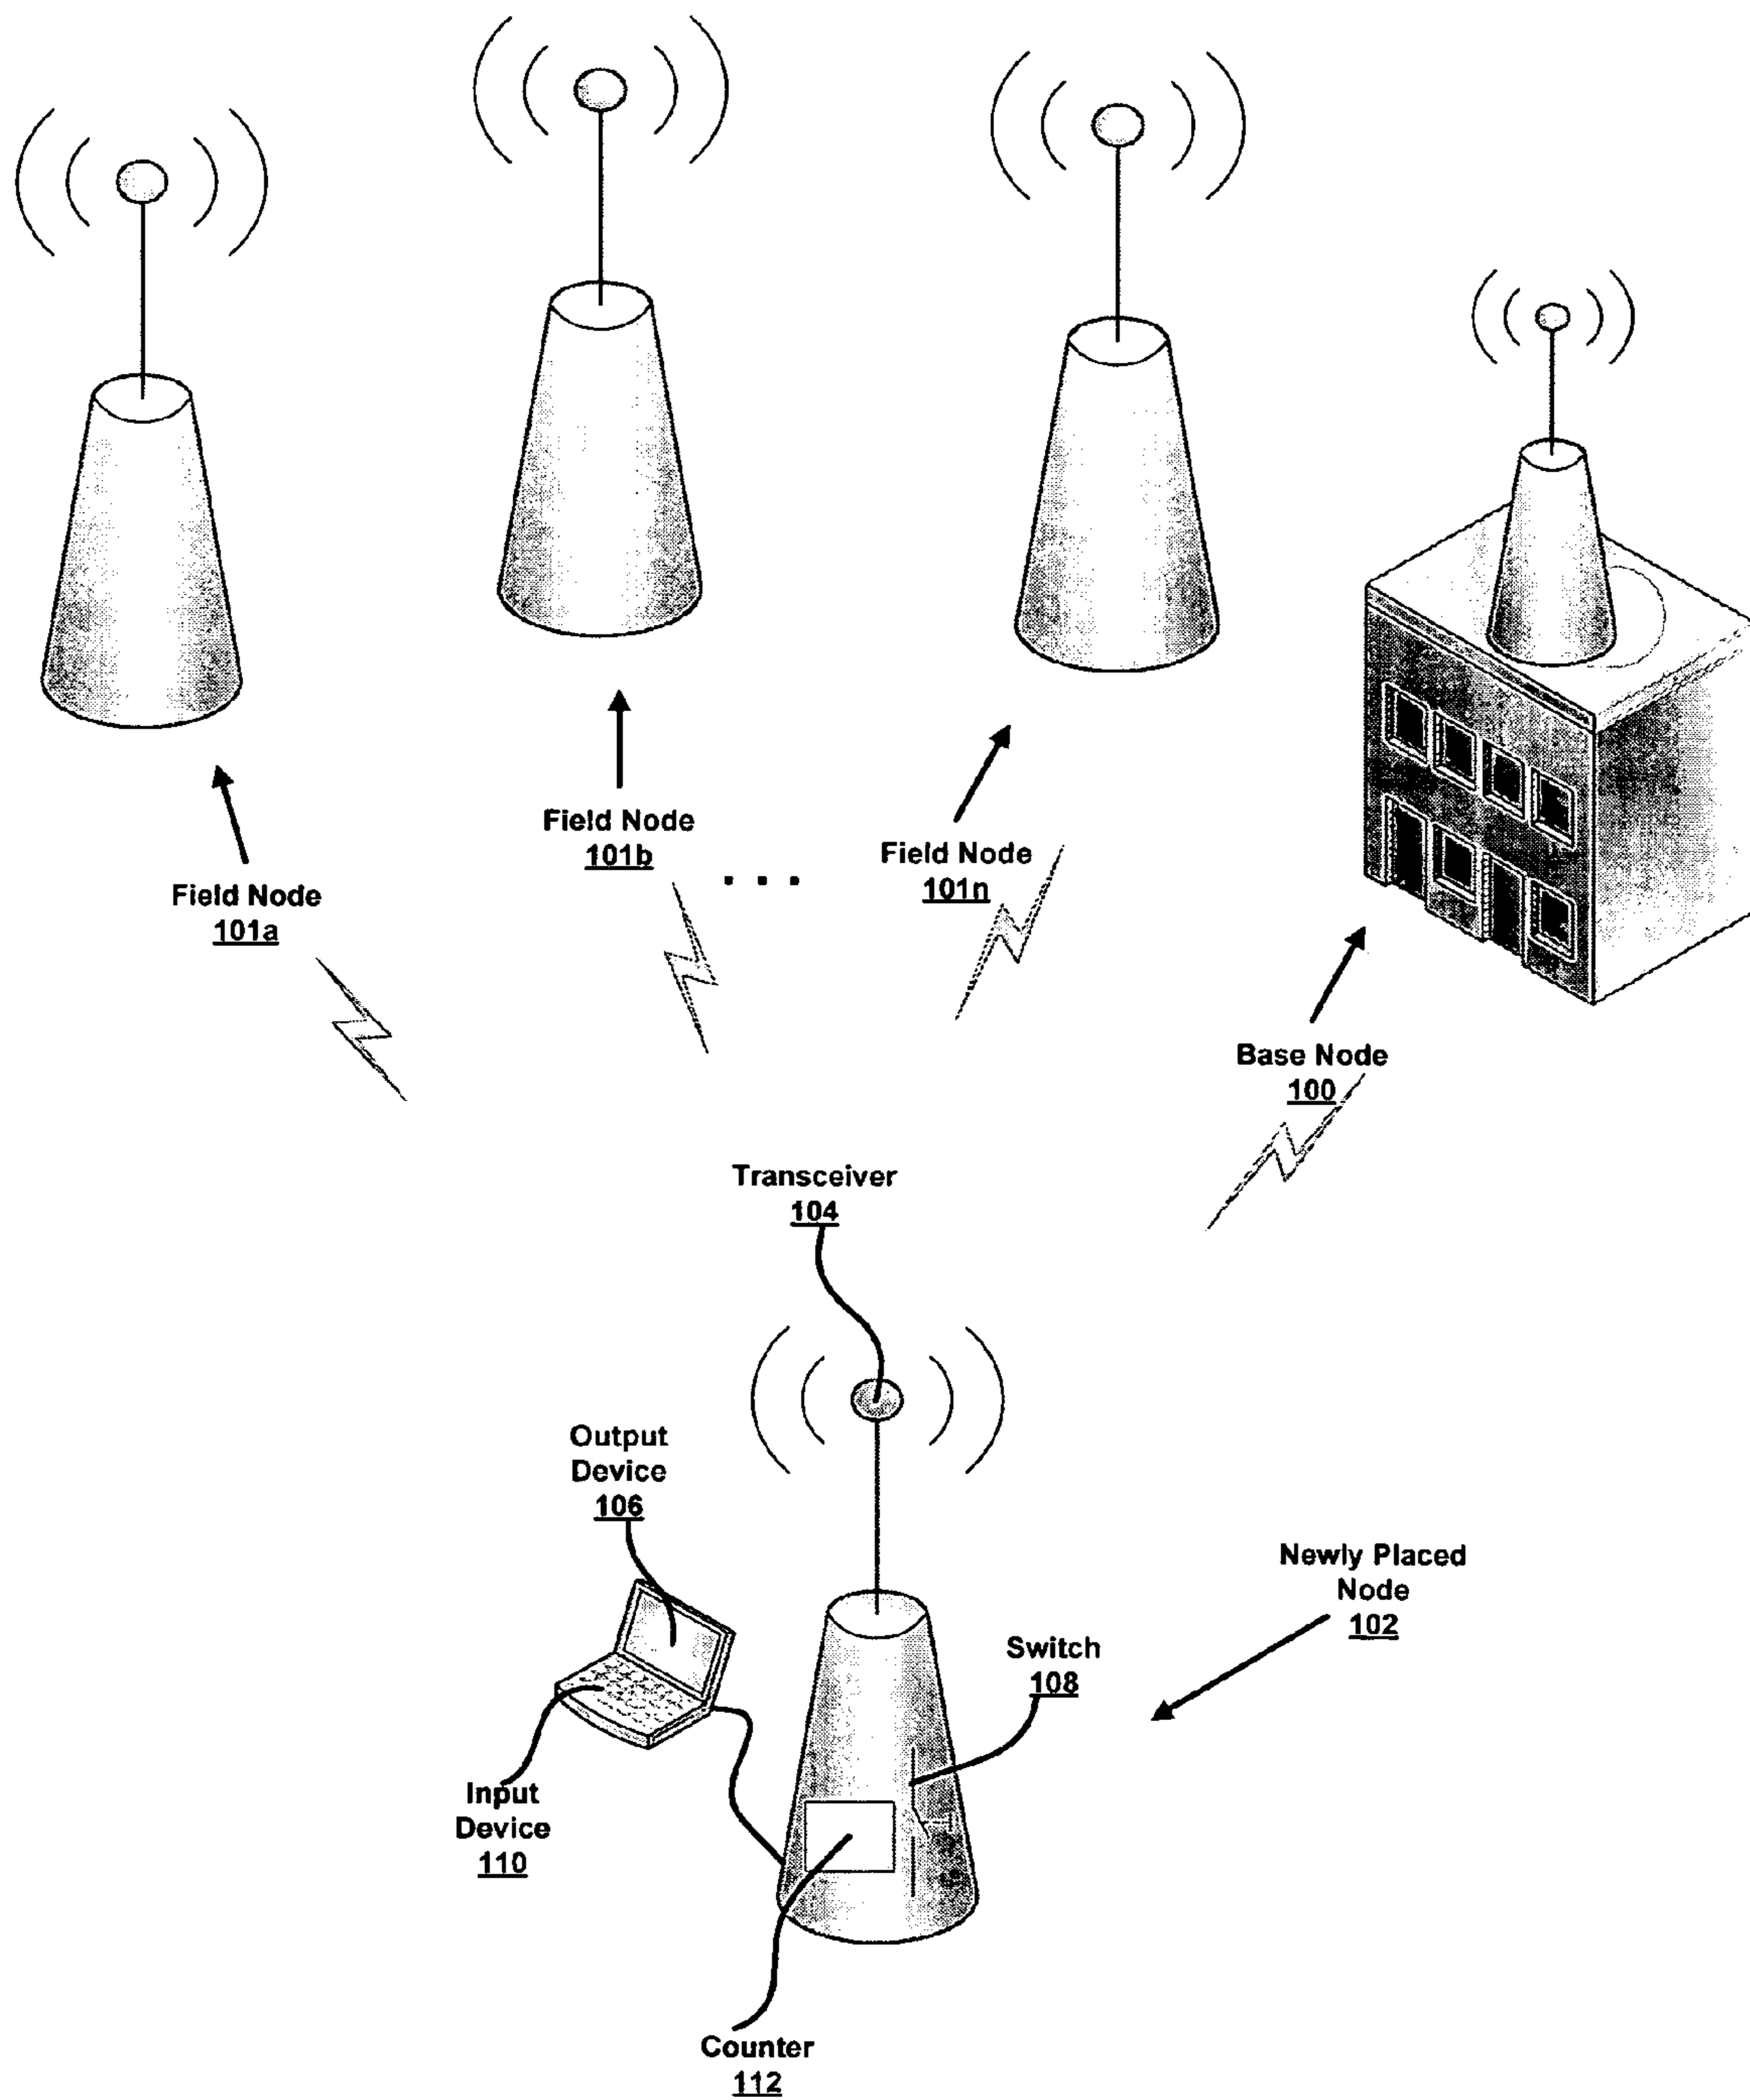 Field Node
101b
Field Node
101n
Field Node
101a
. . .
Base Node
100
Transceiver
104
Output
Device
106
Newly Placed
Node
102
Switch
108
Input
Device
110
Counter
112